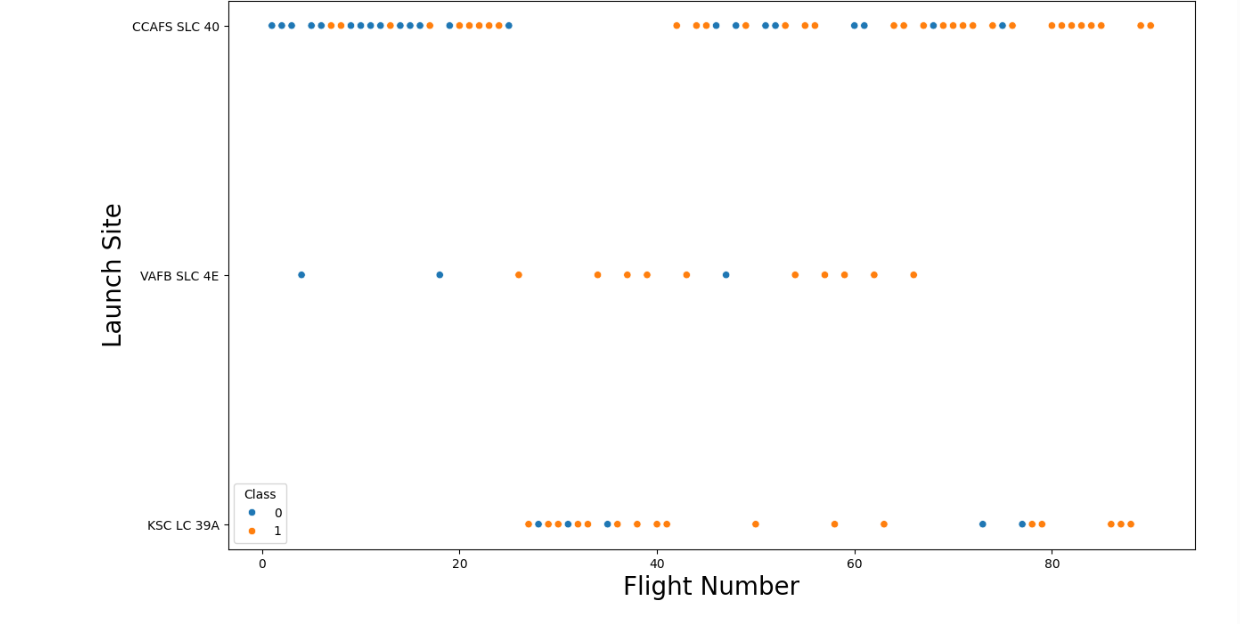 CCAFS SLC 40
VAFB SLC 4E
KSC LC 39A
Launch Site
Class
0
1
0 20 40 60 80
Flight Number